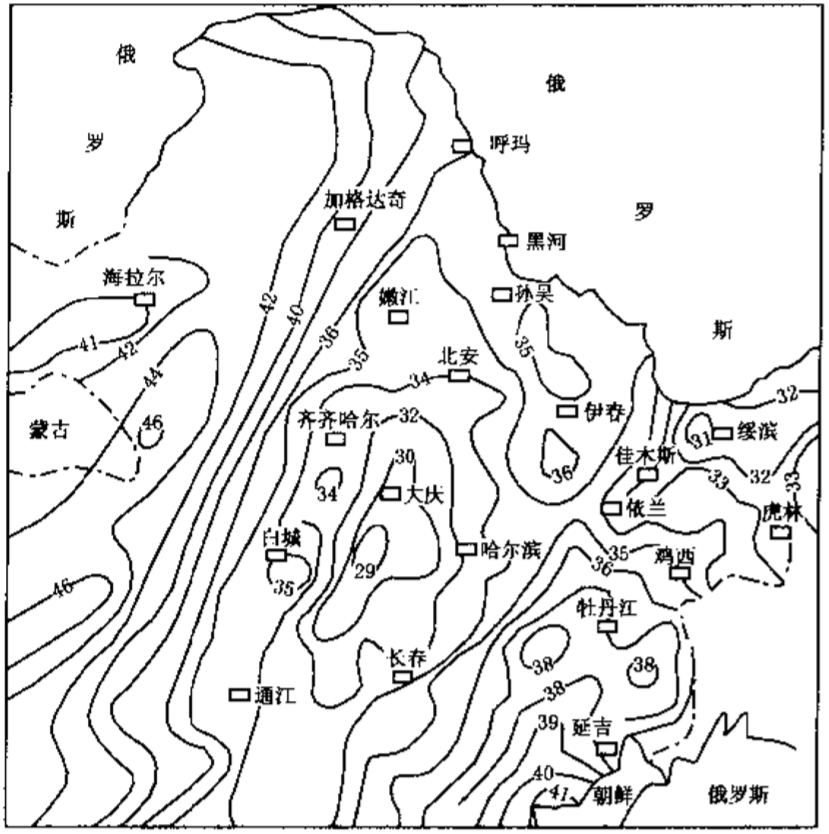 俄
罗
斯
俄
罗
斯
呼玛
加格达奇
黑河
海拉尔
孙吴
嫩江
42
40
36
41
42
35
35
44
北安
34
32
蒙古
46
齐齐哈尔
32
伊春
31
绥滨
30
36
佳木斯
32
33
33
34
大庆
依兰
虎林
白城
哈尔滨
35
36
鸡西
29
35
46
牡丹江
38
38
长春
38
通江
39
延吉
40
41
朝鲜
俄罗斯